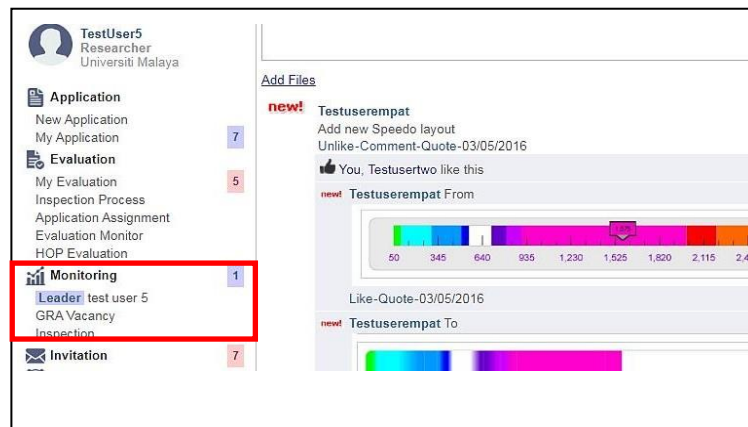 TestUser5
Researcher
Universiti Malaya
Application
New Application
My Application 7
Evaluation
My Evaluation 5
Inspection Process
Application Assignment
Evaluation Monitor
HOP Evaluation
Monitoring 1
Leader test user 5
GRA Vacancy
Inspection
Invitation 7
Add Files
new! Testuserempat
Add new Speedo layout
Unlike-Comment-Quote-03/05/2016
You, Testusertwo like this
new! Testuserempat From
50 345 640 935 1,230 1,525 1,820 2,115
Like-Quote-03/05/2016
new! Testuserempat To